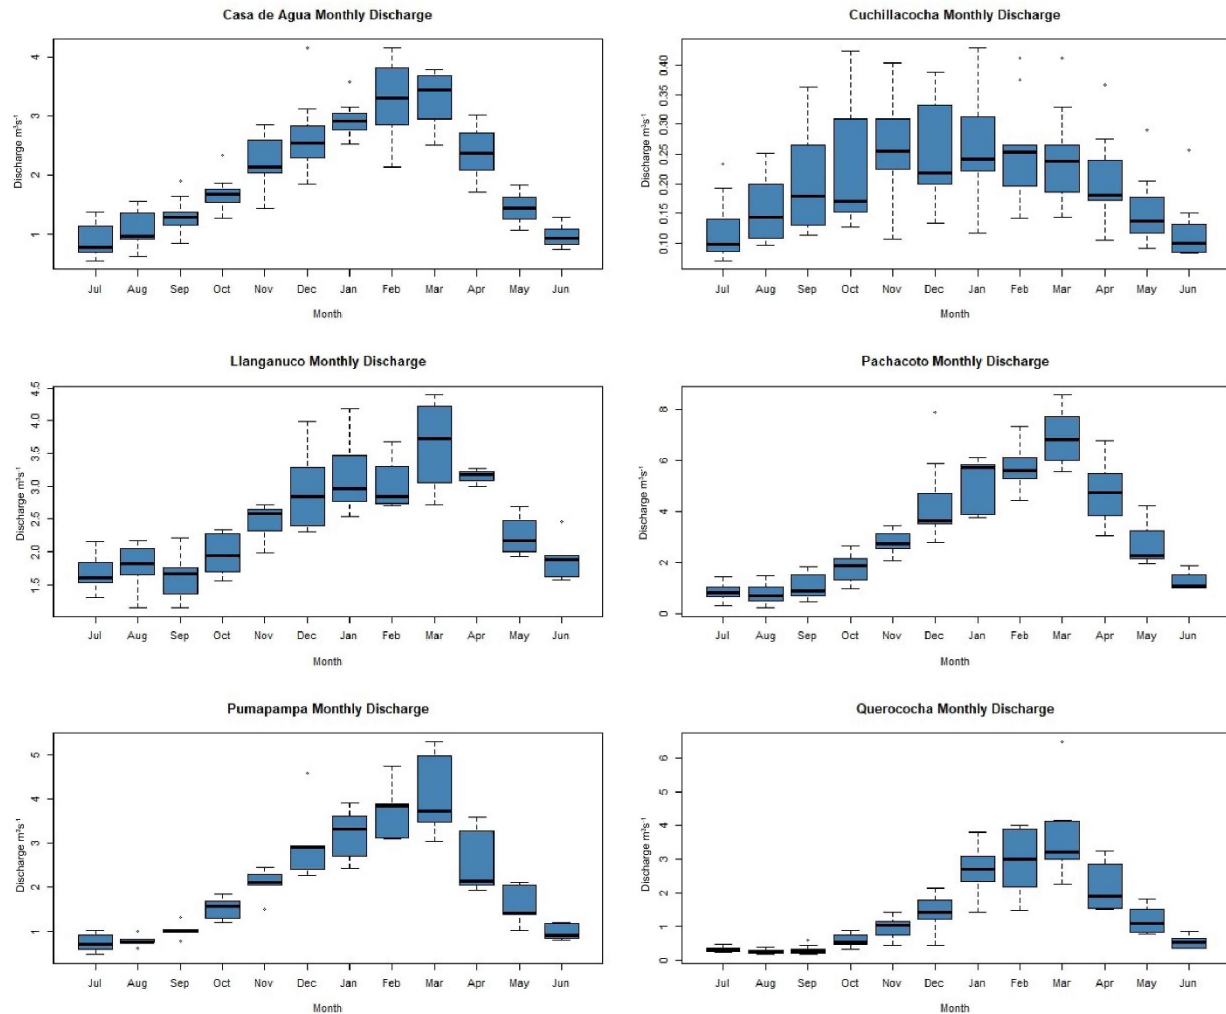 Casa de Agua Monthly Discharge
Discharge m³s⁻¹
4
3
2
1
Jul Aug Sep Oct Nov Dec Jan Feb Mar Apr May Jun
Month
Cuchillacocha Monthly Discharge
Discharge m³s⁻¹
0.40
0.35
0.30
0.25
0.20
0.15
0.10
Jul Aug Sep Oct Nov Dec Jan Feb Mar Apr May Jun
Month
Llanganuco Monthly Discharge
Discharge m³s⁻¹
4.5
4.0
3.5
3.0
2.5
2.0
1.5
Jul Aug Sep Oct Nov Dec Jan Feb Mar Apr May Jun
Month
Pachacoto Monthly Discharge
Discharge m³s⁻¹
8
6
4
2
0
Jul Aug Sep Oct Nov Dec Jan Feb Mar Apr May Jun
Month
Pumapampa Monthly Discharge
Discharge m³s⁻¹
5
4
3
2
1
Jul Aug Sep Oct Nov Dec Jan Feb Mar Apr May Jun
Month
Querococha Monthly Discharge
Discharge m³s⁻¹
6
5
4
3
2
1
0
Jul Aug Sep Oct Nov Dec Jan Feb Mar Apr May Jun
Month